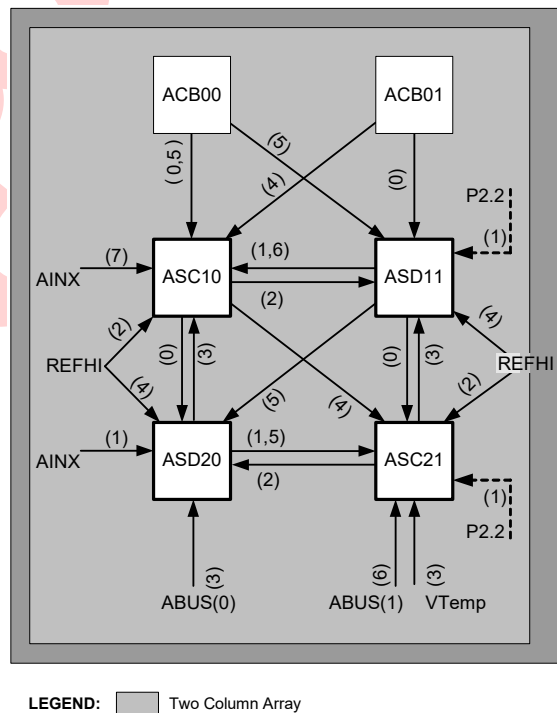 ACB00
ACB01
(0,5)
(5)
(4)
(0)
P2.2
(1)
(7)
AINX
ASC10
(1,6)
(2)
ASD11
(2)
(4)
REFHI
(0)
(3)
(0)
(3)
REFHI
(4)
(5)
(4)
(2)
(1)
AINX
ASD20
(1,5)
(2)
ASC21
(1)
P2.2
(3)
(6)
(3)
ABUS(0)
ABUS(1)
VTemp
LEGEND: Two Column Array